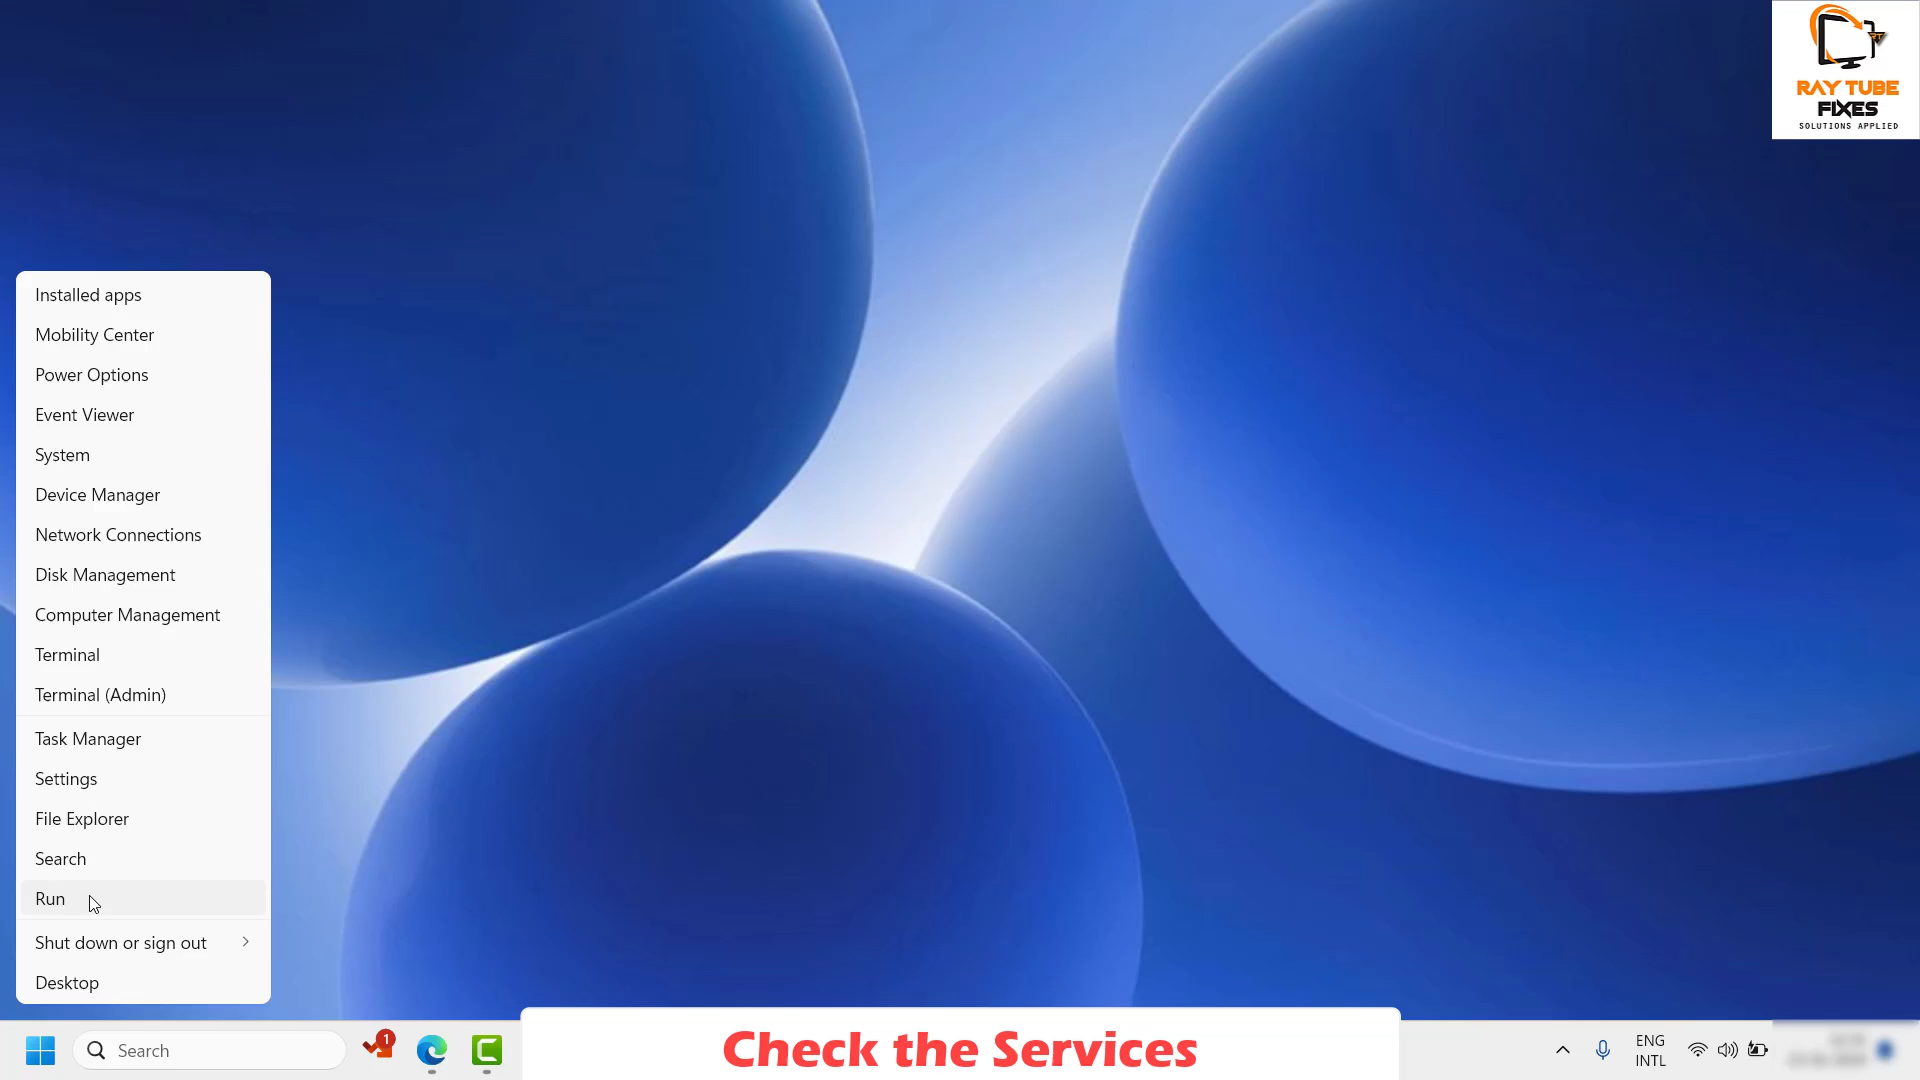 RAY TUBE
FIXES
SOLUTIONS APPLIED
Installed apps
Mobility Center
Power Options
Event Viewer
System
Device Manager
Network Connections
Disk Management
Computer Management
Terminal
Terminal (Admin)
Task Manager
Settings
File Explorer
Search
Run
Shut down or sign out
Desktop
Search
1
Check the Services
ENG
INTL